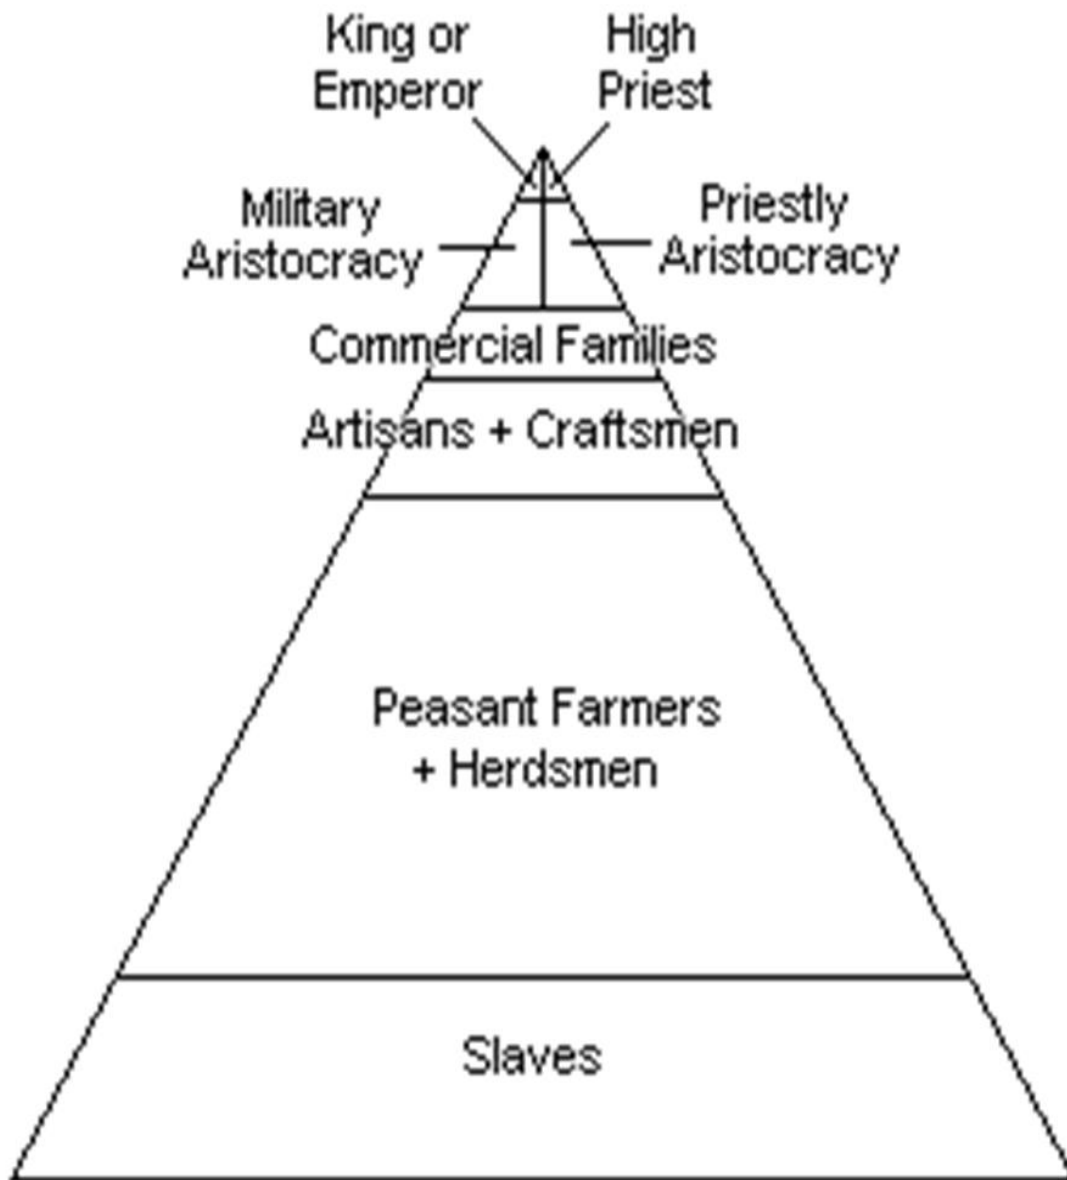 King or
Emperor
High
Priest
Military
Aristocracy
Priestly
Aristocracy
Commercial Families
Artisans + Craftsmen
Peasant Farmers
+ Herdsmen
Slaves